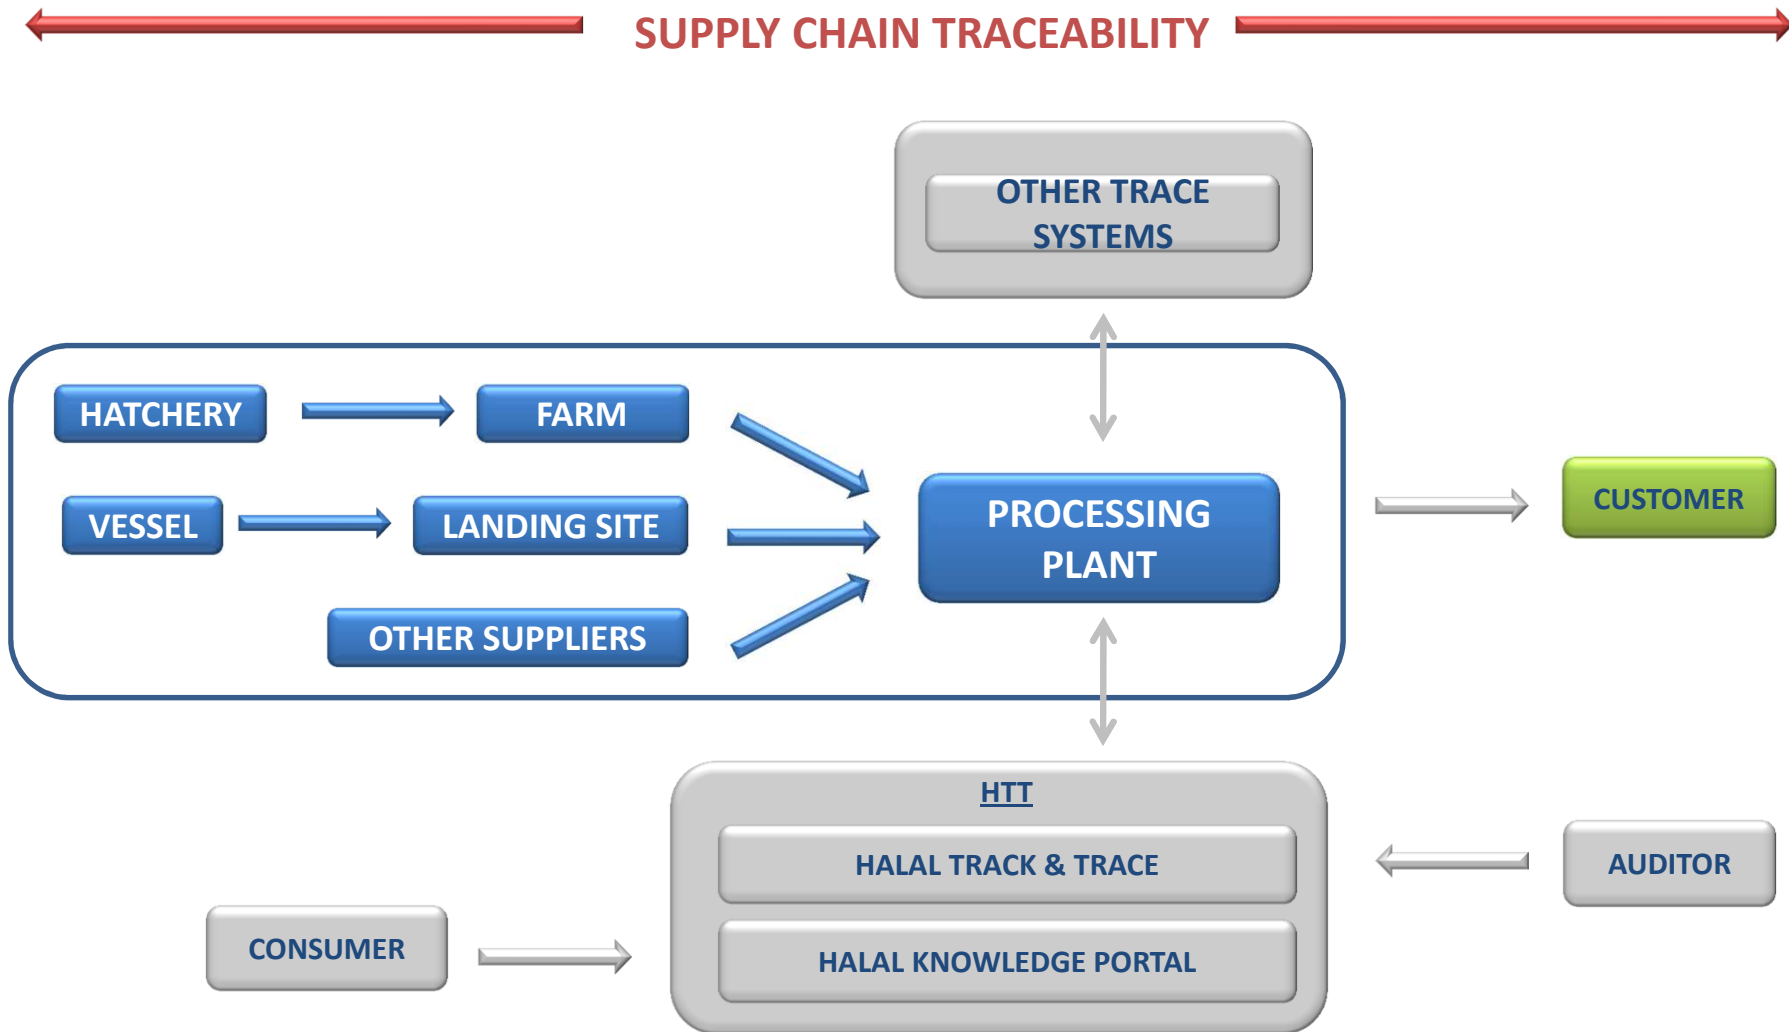 SUPPLY CHAIN TRACEABILITY
OTHER TRACE
SYSTEMS
HATCHERY
FARM
VESSEL
LANDING SITE
OTHER SUPPLIERS
PROCESSING
PLANT
CUSTOMER
HTT
HALAL TRACK & TRACE
HALAL KNOWLEDGE PORTAL
AUDITOR
CONSUMER